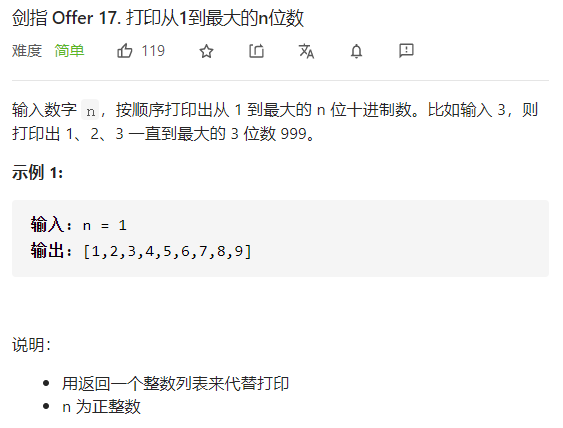 剑指 Offer 17. 打印从1到最大的n位数
难度 简单 119
输入数字 n，按顺序打印出从 1 到最大的 n 位十进制数。比如输入 3，则
打印出 1、2、3 一直到最大的 3 位数 999。
示例 1:
输入：n = 1
输出：[1,2,3,4,5,6,7,8,9]
说明：
用返回一个整数列表来代替打印
n 为正整数